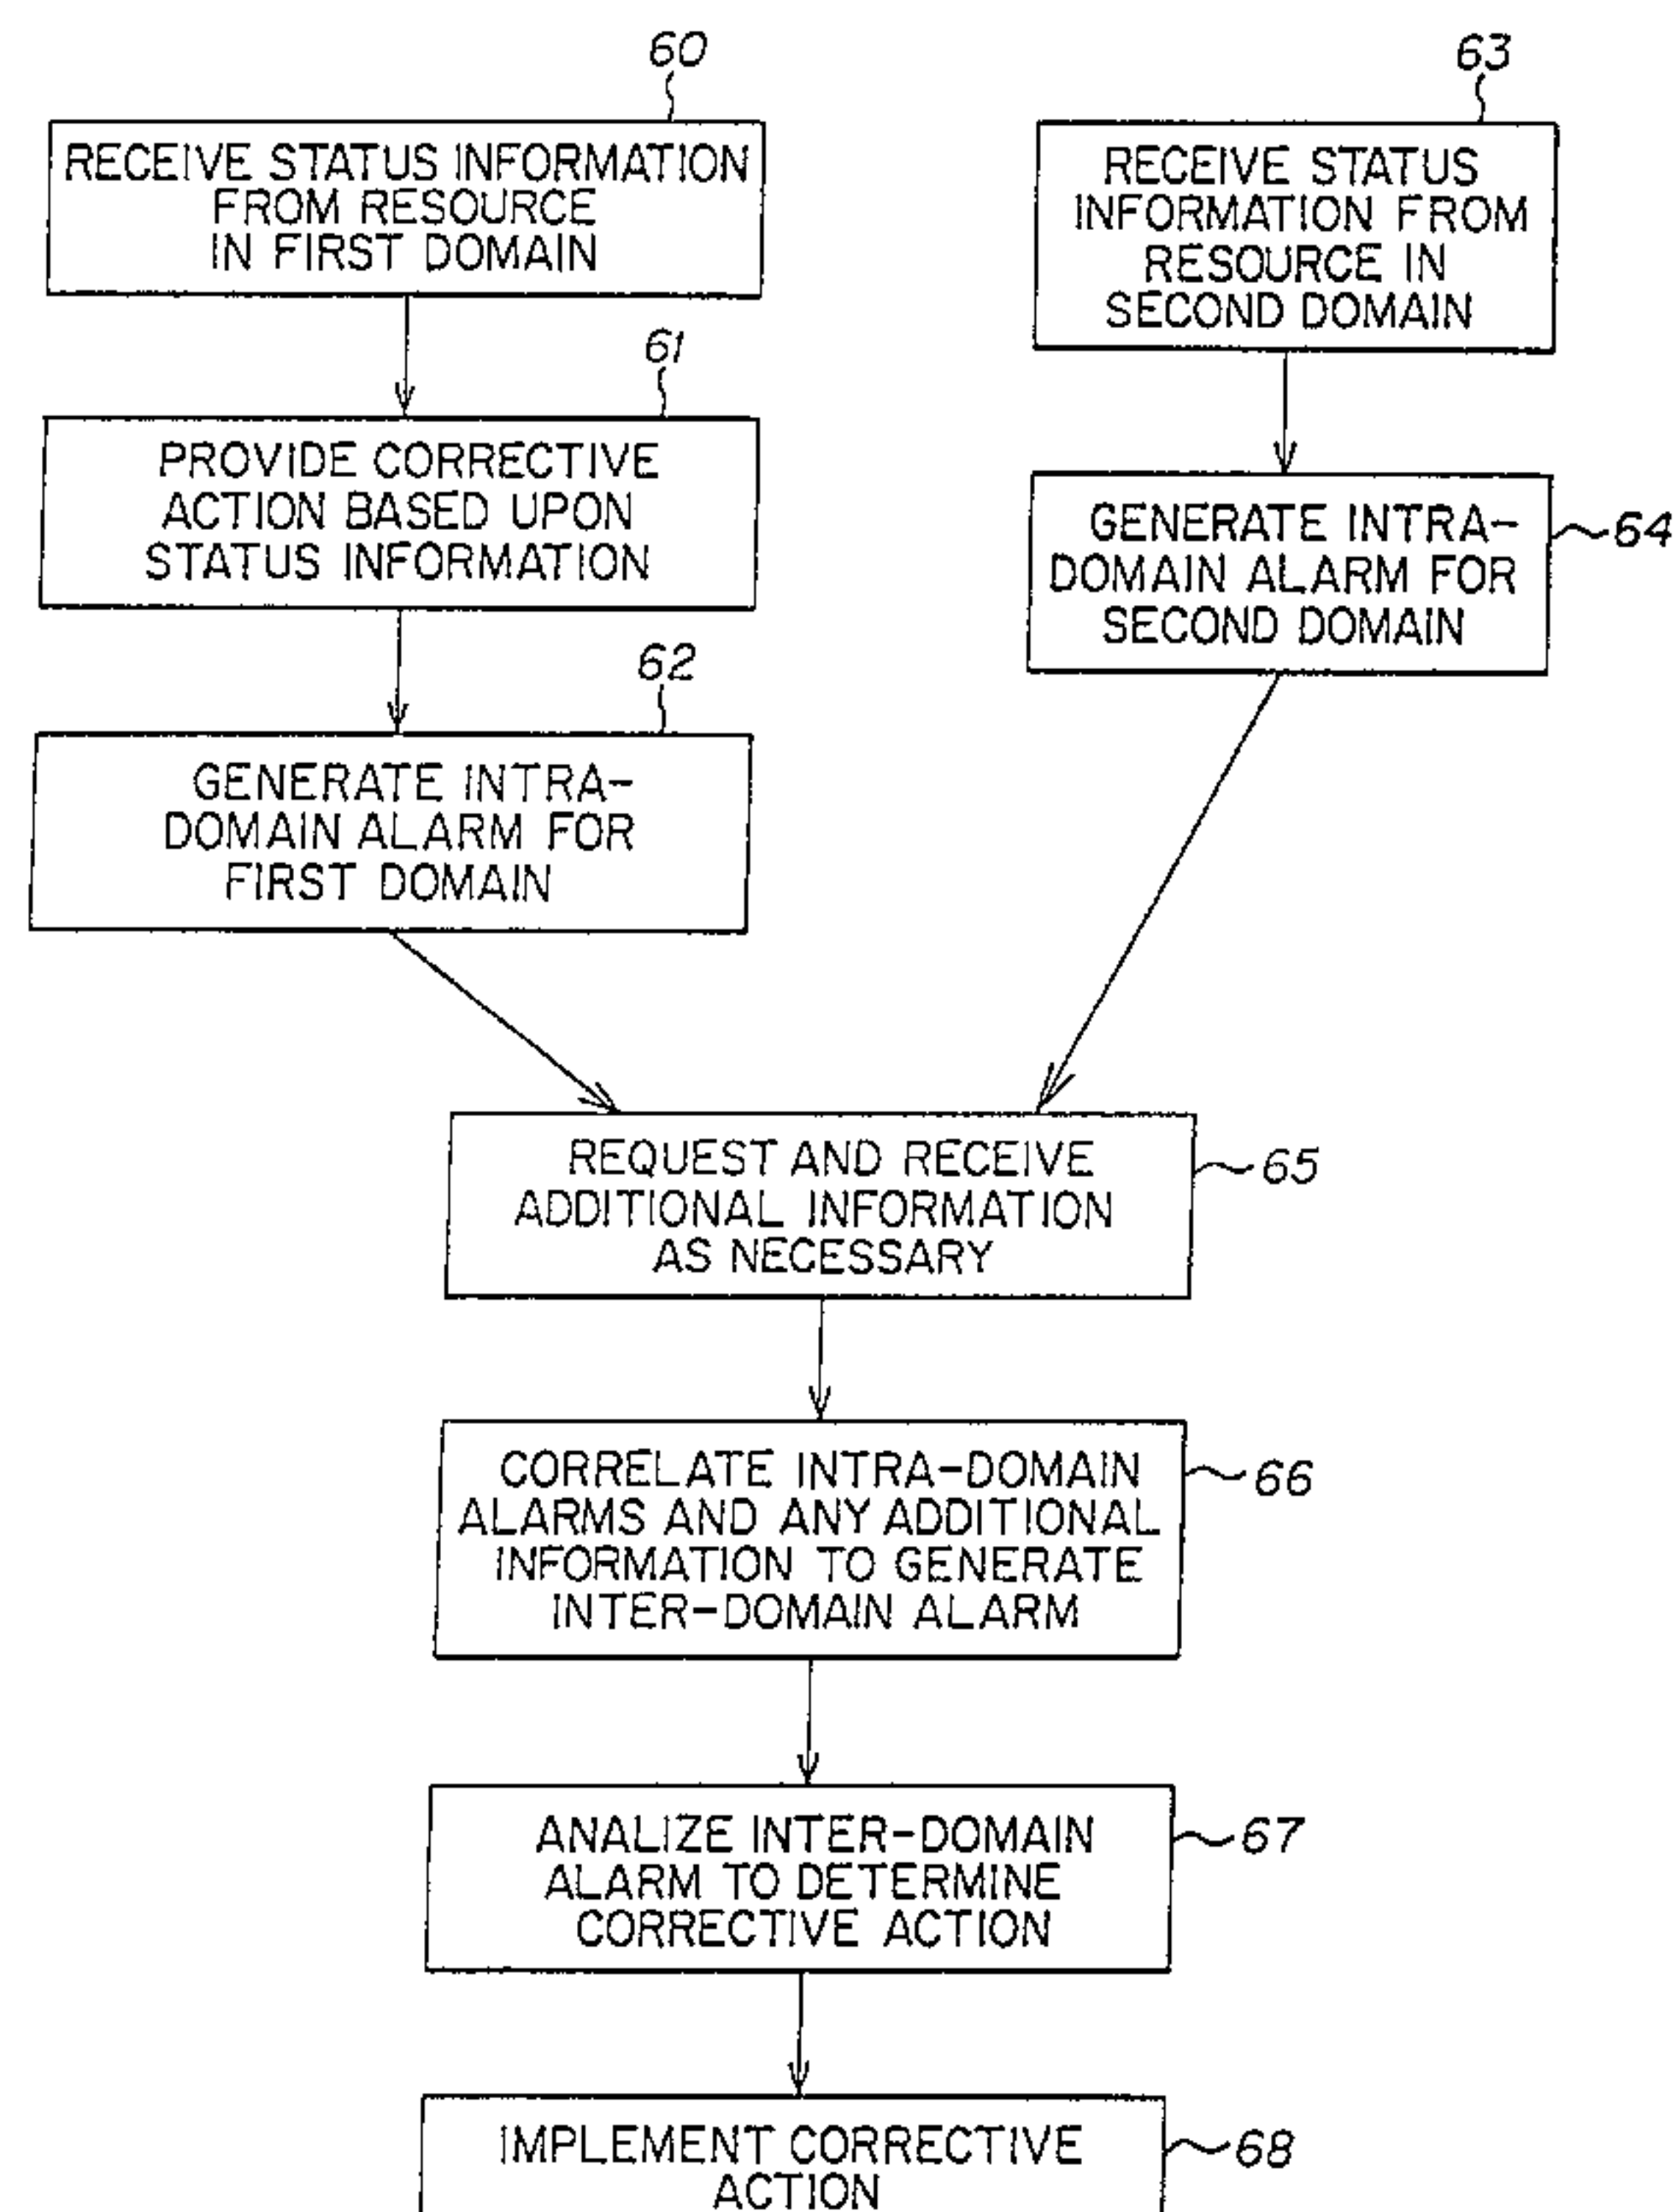 60
RECEIVE STATUS INFORMATION
FROM RESOURCE
IN FIRST DOMAIN
61
PROVIDE CORRECTIVE
ACTION BASED UPON
STATUS INFORMATION
62
GENERATE INTRA-
DOMAIN ALARM FOR
FIRST DOMAIN
63
RECEIVE STATUS
INFORMATION FROM
RESOURCE IN
SECOND DOMAIN
GENERATE INTRA-
DOMAIN ALARM FOR
SECOND DOMAIN
64
REQUEST AND RECEIVE
ADDITIONAL INFORMATION
AS NECESSARY
65
CORRELATE INTRA-DOMAIN
ALARMS AND ANY ADDITIONAL
INFORMATION TO GENERATE
INTER-DOMAIN ALARM
66
ANALIZE INTER-DOMAIN
ALARM TO DETERMINE
CORRECTIVE ACTION
67
IMPLEMENT CORRECTIVE
ACTION
68